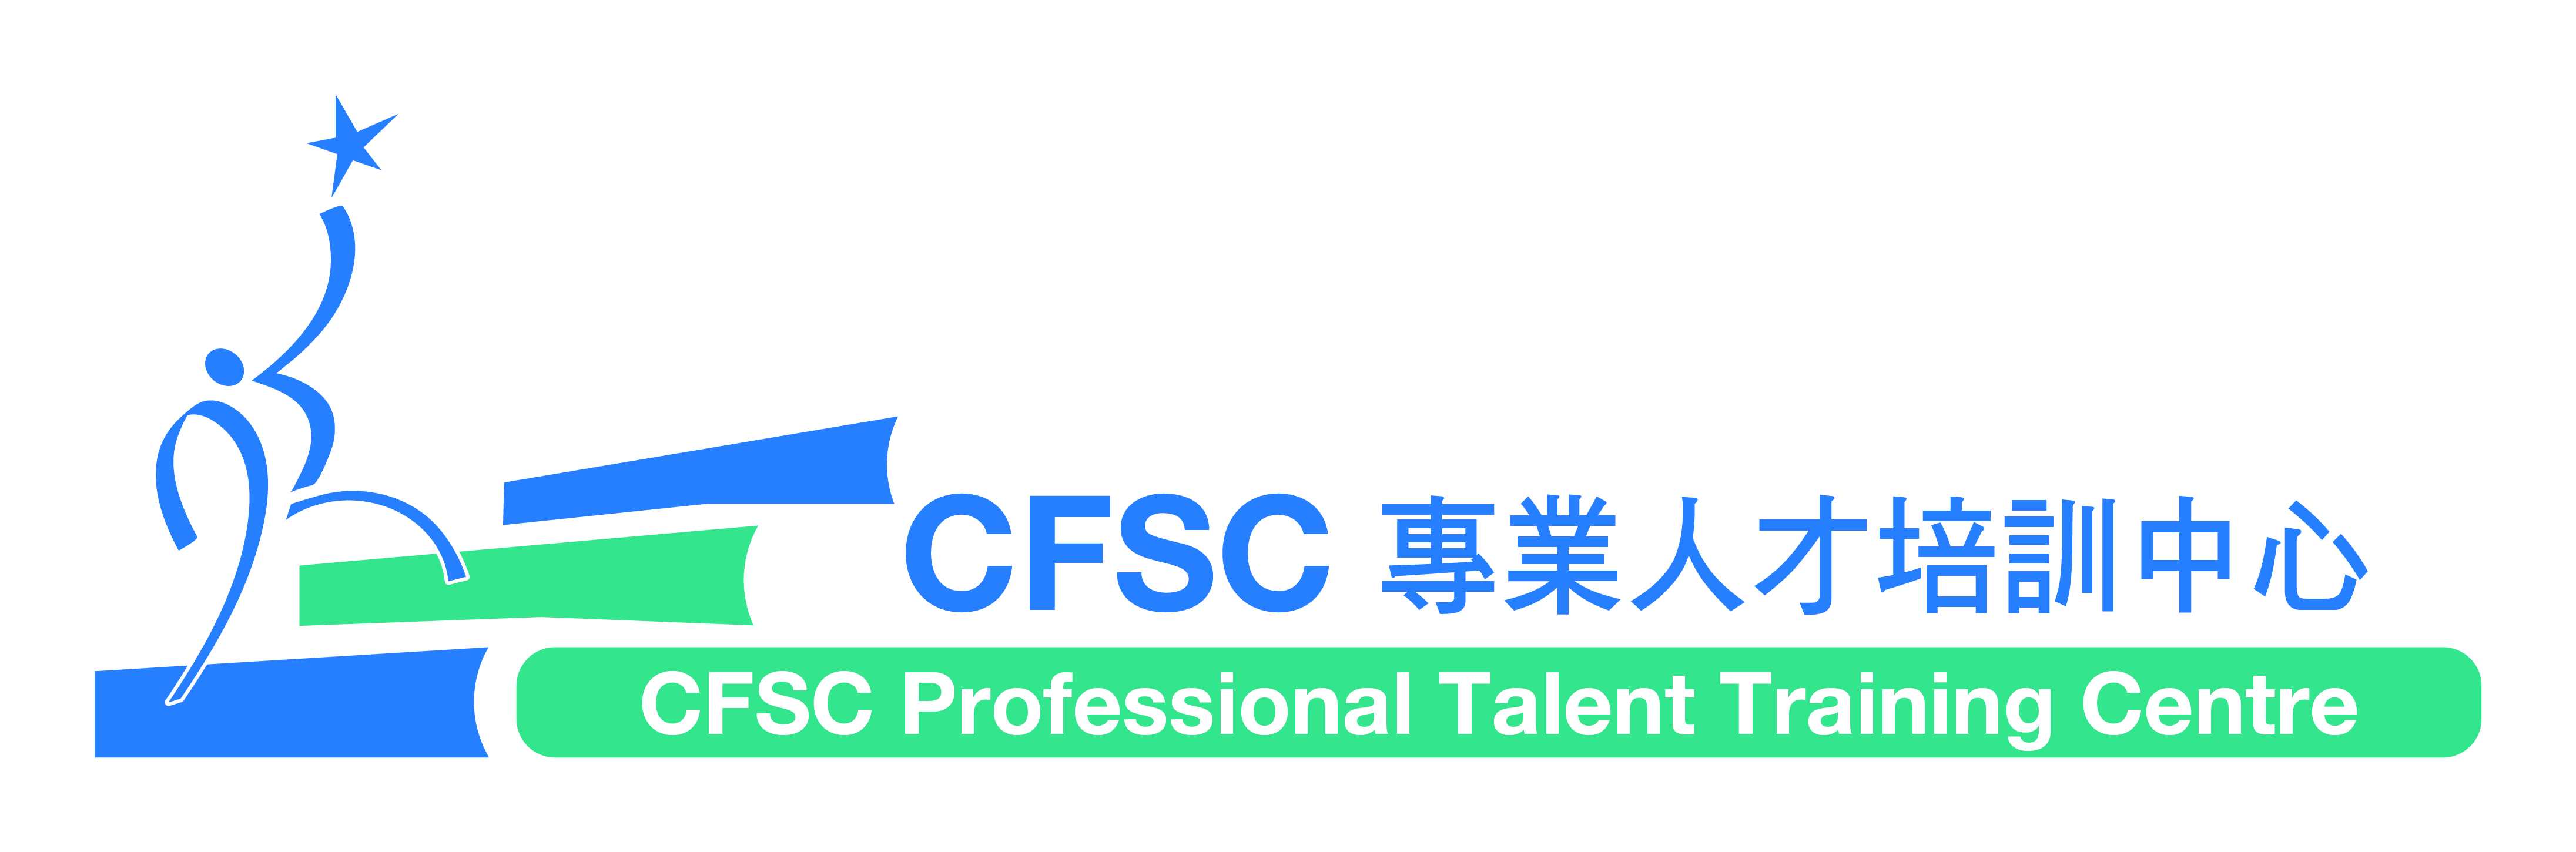 CFSC 專業人才培訓中心
CFSC Professional Talent Training Centre